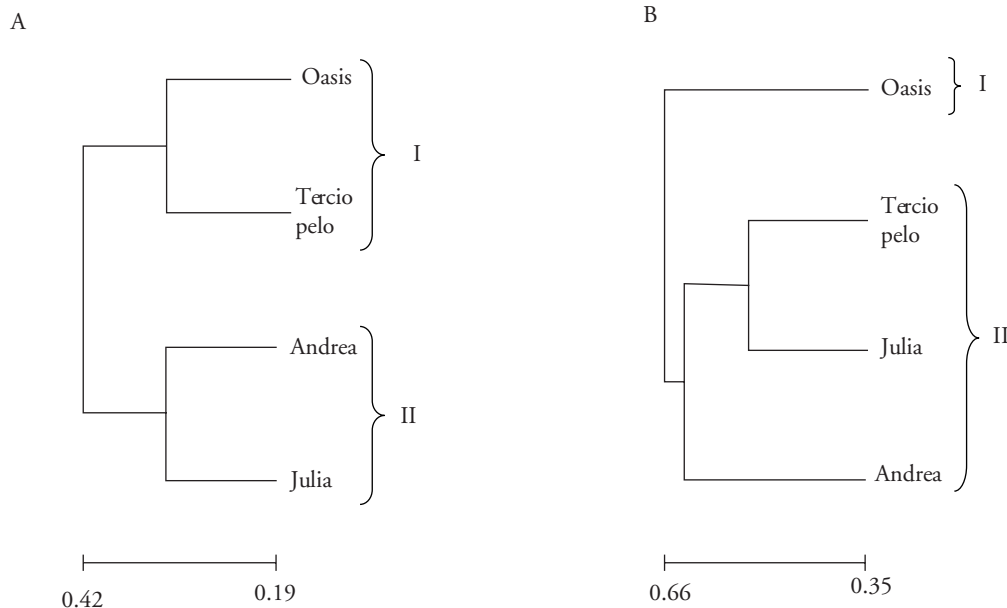 A
Oasis
Tercio
pelo
I
Andrea
Julia
II
0.42
0.19
B
Oasis
I
Tercio
pelo
Julia
II
Andrea
0.66
0.35